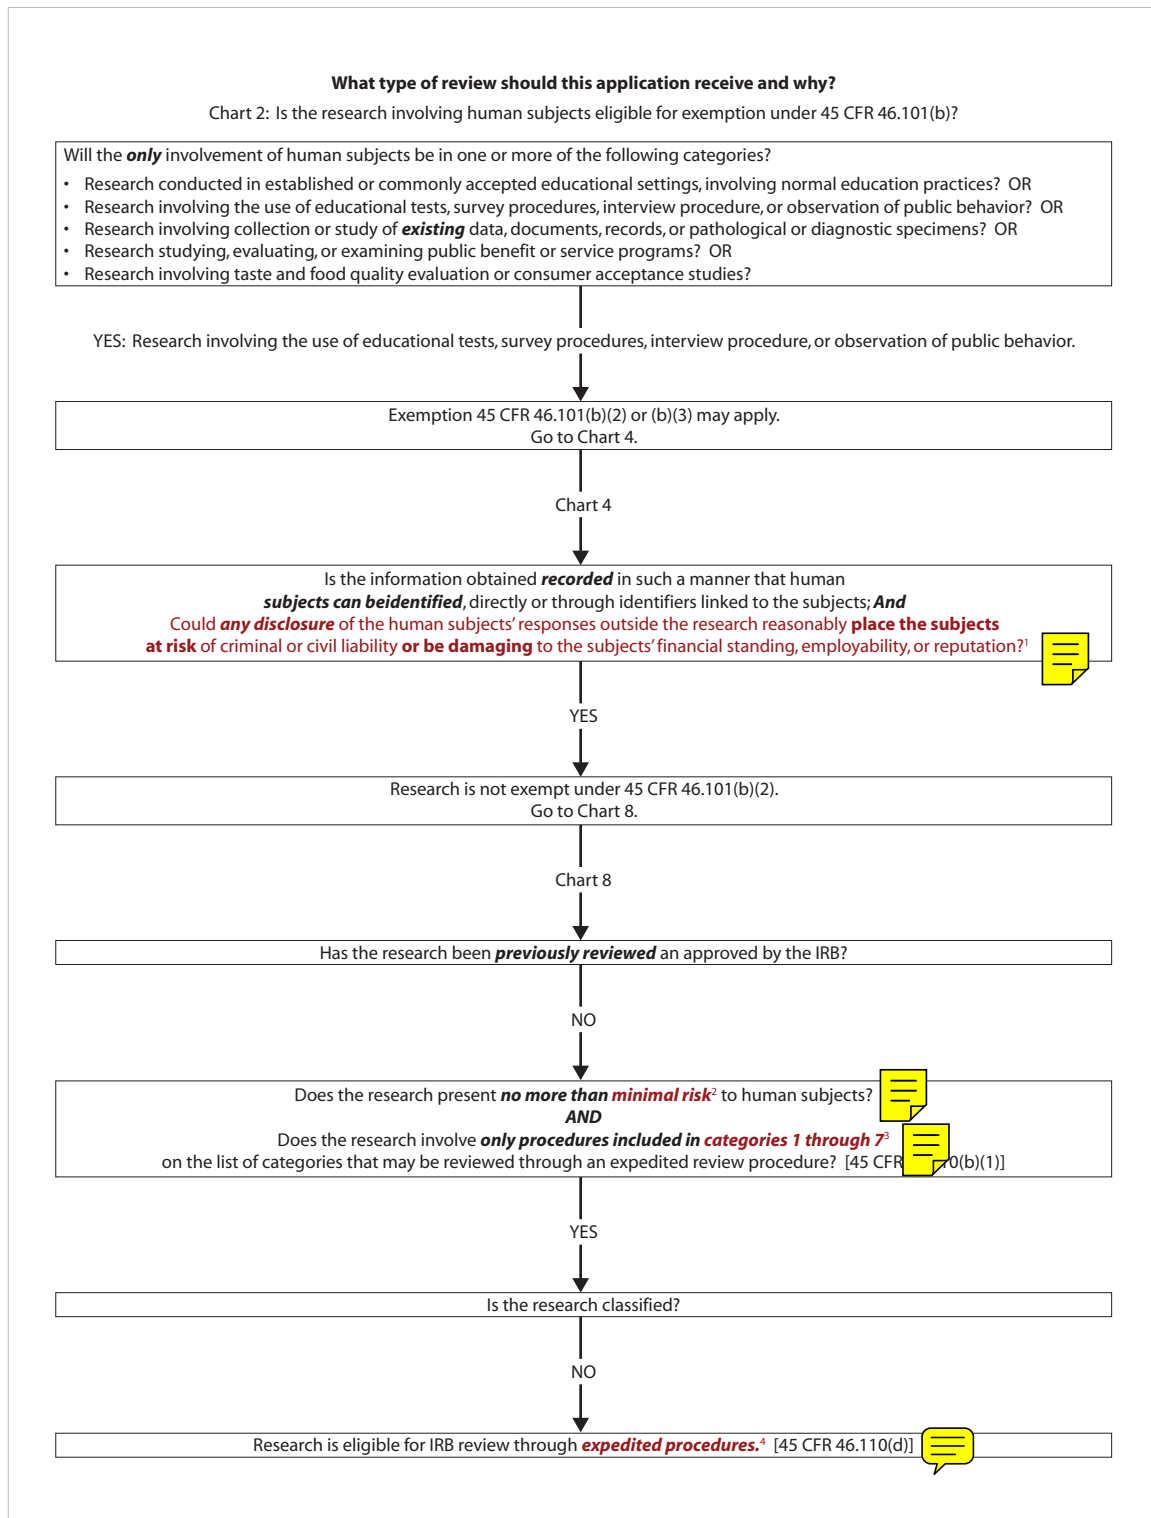 What type of review should this application receive and why?
Chart 2: Is the research involving human subjects eligible for exemption under 45 CFR 46.101(b)?
Will the only involvement of human subjects be in one or more of the following categories?
• Research conducted in established or commonly accepted educational settings, involving normal education practices? OR
• Research involving the use of educational tests, survey procedures, interview procedure, or observation of public behavior? OR
• Research involving collection or study of existing data, documents, records, or pathological or diagnostic specimens? OR
• Research studying, evaluating, or examining public benefit or service programs? OR
• Research involving taste and food quality evaluation or consumer acceptance studies?
YES: Research involving the use of educational tests, survey procedures, interview procedure, or observation of public behavior.
Exemption 45 CFR 46.101(b)(2) or (b)(3) may apply.
Go to Chart 4.
Chart 4
Is the information obtained recorded in such a manner that human
subjects can beidentified, directly or through identifiers linked to the subjects; And
Could any disclosure of the human subjects' responses outside the research reasonably place the subjects
at risk of criminal or civil liability or be damaging to the subjects' financial standing, employability, or reputation?1
YES
Research is not exempt under 45 CFR 46.101(b)(2).
Go to Chart 8.
Chart 8
Has the research been previously reviewed an approved by the IRB?
NO
Does the research present no more than minimal risk2 to human subjects?
AND
Does the research involve only procedures included in categories 1 through 73
on the list of categories that may be reviewed through an expedited review procedure? [45 CFR 0(b)(1)]
YES
Is the research classified?
NO
Research is eligible for IRB review through expedited procedures.4 [45 CFR 46.110(d)]